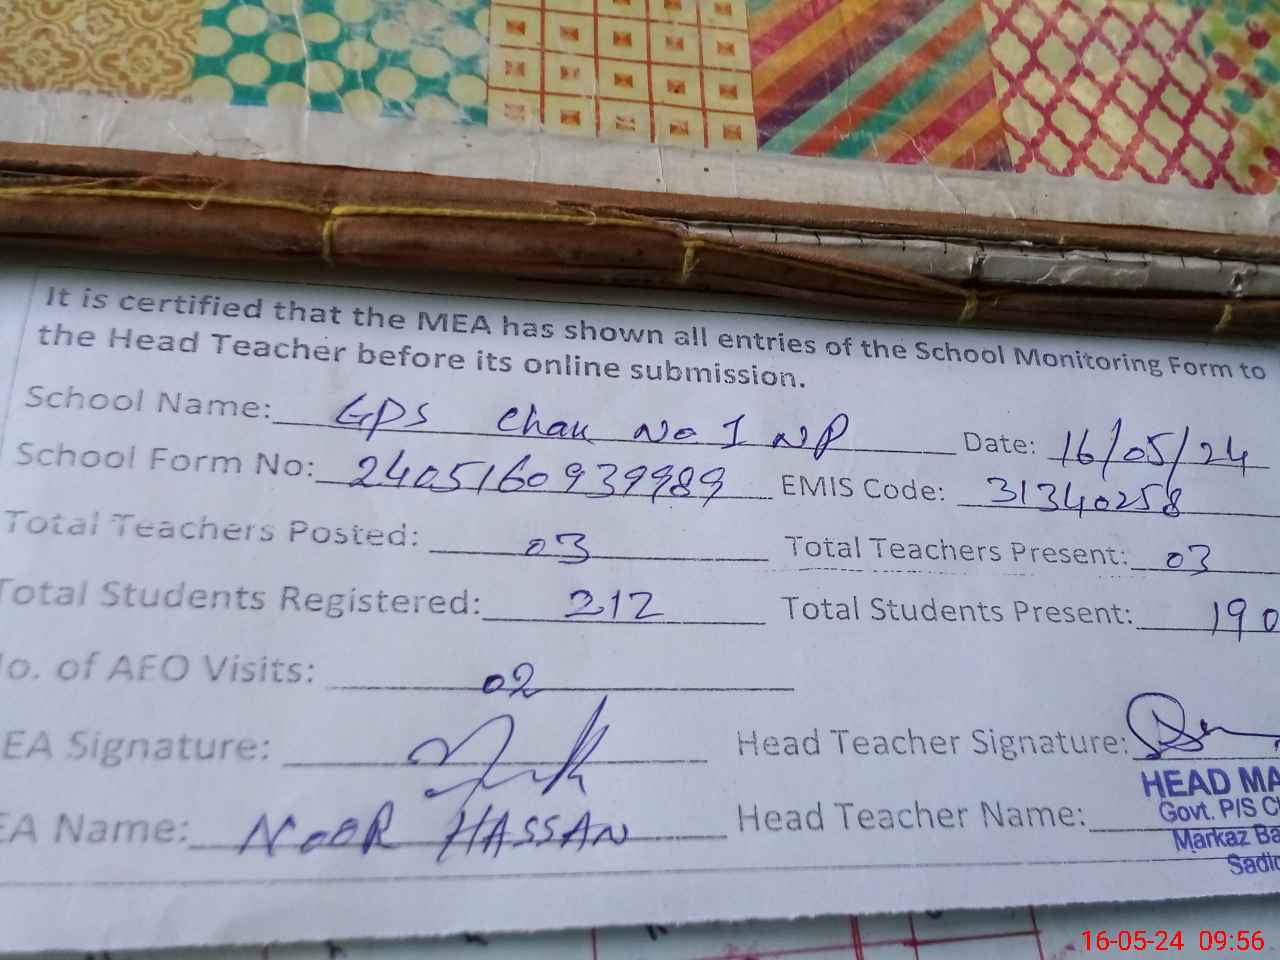 It is certified that the MEA has shown all entries of the School Monitoring Form to
the Head Teacher before its online submission.
School Name: GPS Chak No 1 NP Date: 16/05/24
School Form No: 2405160939989 EMIS Code: 31340258
Total Teachers Posted: 03 Total Teachers Present: 03
Total Students Registered: 212 Total Students Present: 190
No. of AEO Visits: 02
EA Signature: Head Teacher Signature:
EA Name: NOOR HASSAN Head Teacher Name:
HEAD MA
Govt. P/S C
Markaz Ba
Sadiq
16-05-24 09:56